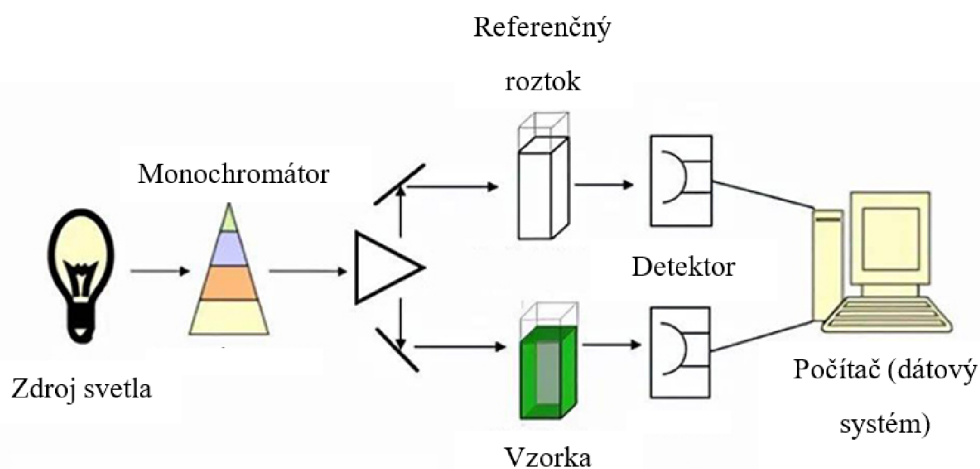 Referenčný
roztok
Monochromátor
Detektor
Zdroj svetla
Počítač (dátový
systém)
Vzorka